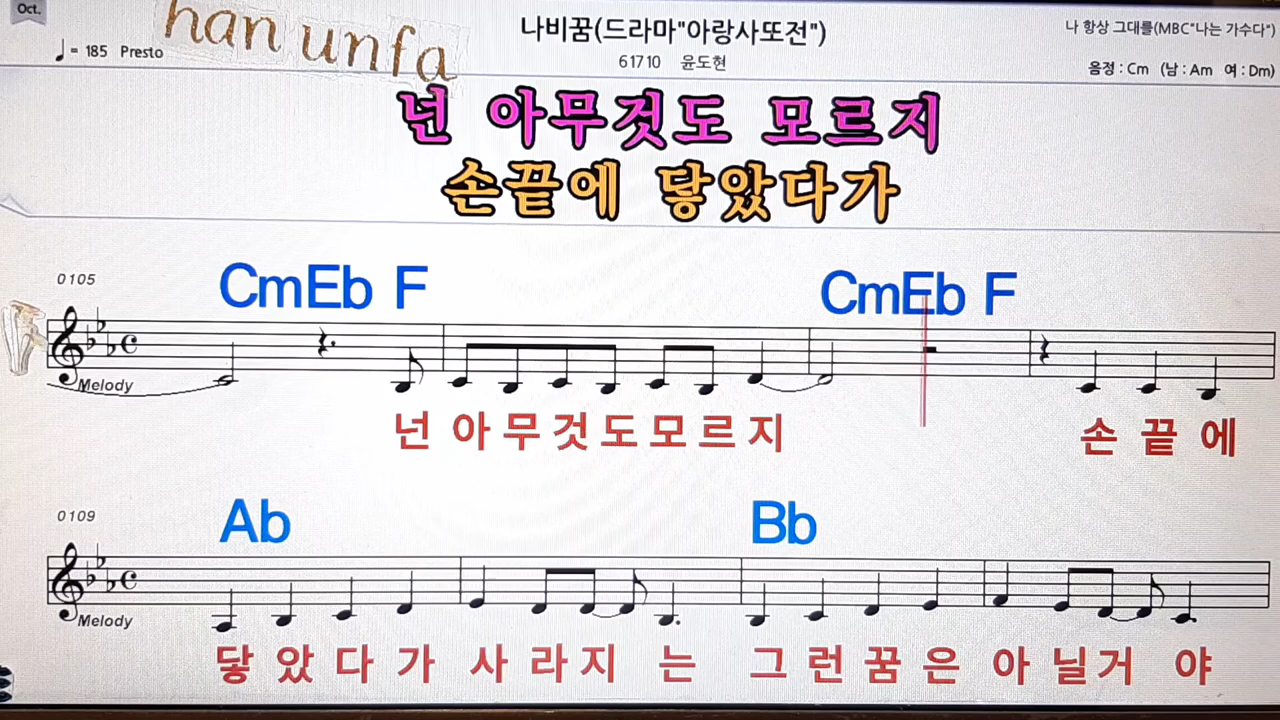 Oct.
han unfa
나비꿈(드라마"아랑사또전")
나 항상 그대를(MBC"나는 가수다")
♩= 185 Presto
61710 윤도현
음정 : Cm (남 : Am 여 : Dm)
넌 아무것도 모르지
손끝에 닿았다가
0105
CmEb F CmEb F
Melody
넌 아무것도모르지 손끝에
0109
Ab Bb
Melody
닿았다가사라지는 그런꿈은아닐거야